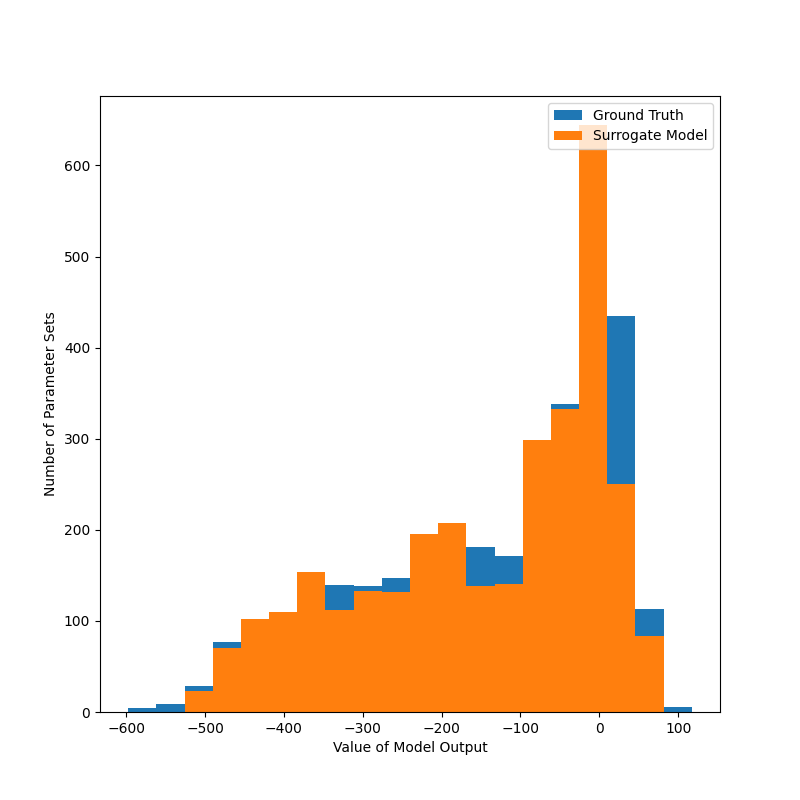 Ground Truth
Surrogate Model
600
500
400
300
200
100
0
Number of Parameter Sets
−600 −500 −400 −300 −200 −100 0 100
Value of Model Output